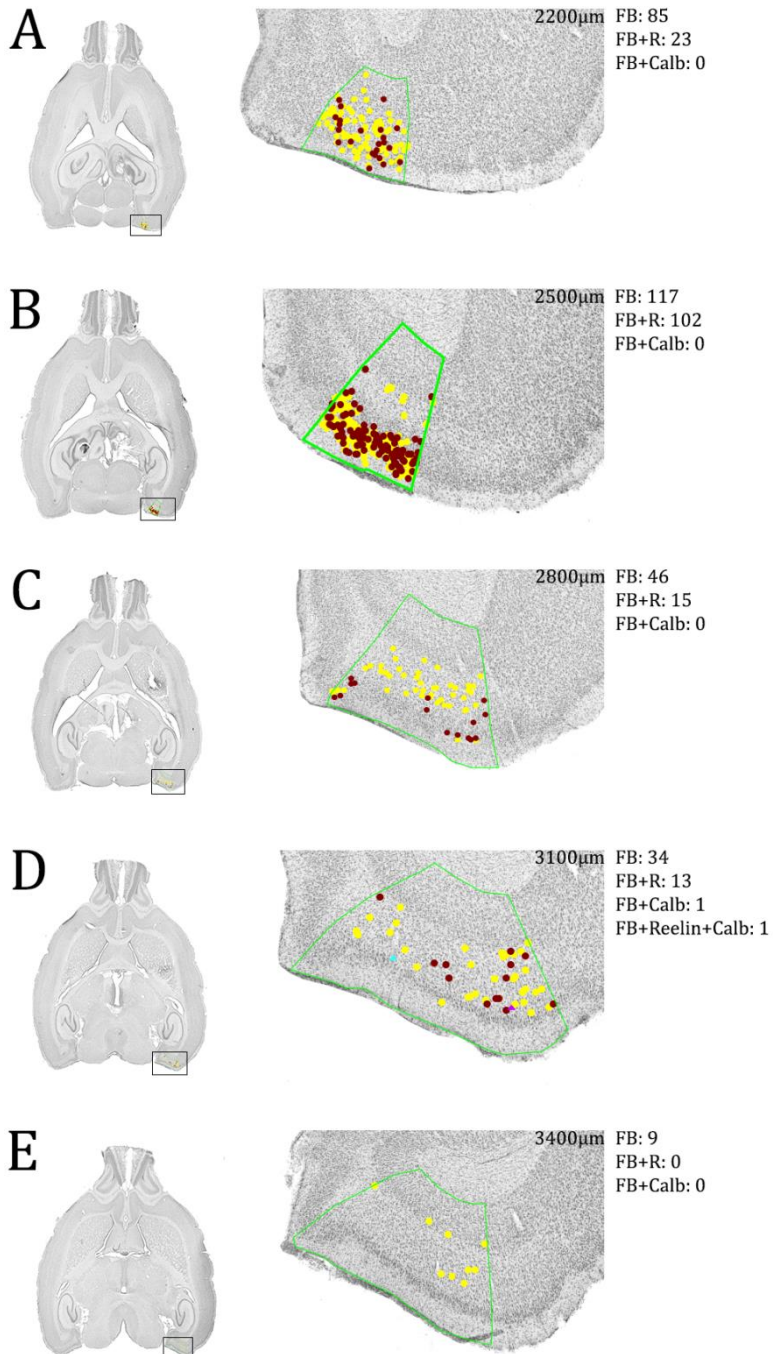 A
2200μm
FB: 85
FB+R: 23
FB+Calb: 0
B
2500μm
FB: 117
FB+R: 102
FB+Calb: 0
C
2800μm
FB: 46
FB+R: 15
FB+Calb: 0
D
3100μm
FB: 34
FB+R: 13
FB+Calb: 1
FB+Reelin+Calb: 1
E
3400μm
FB: 9
FB+R: 0
FB+Calb: 0